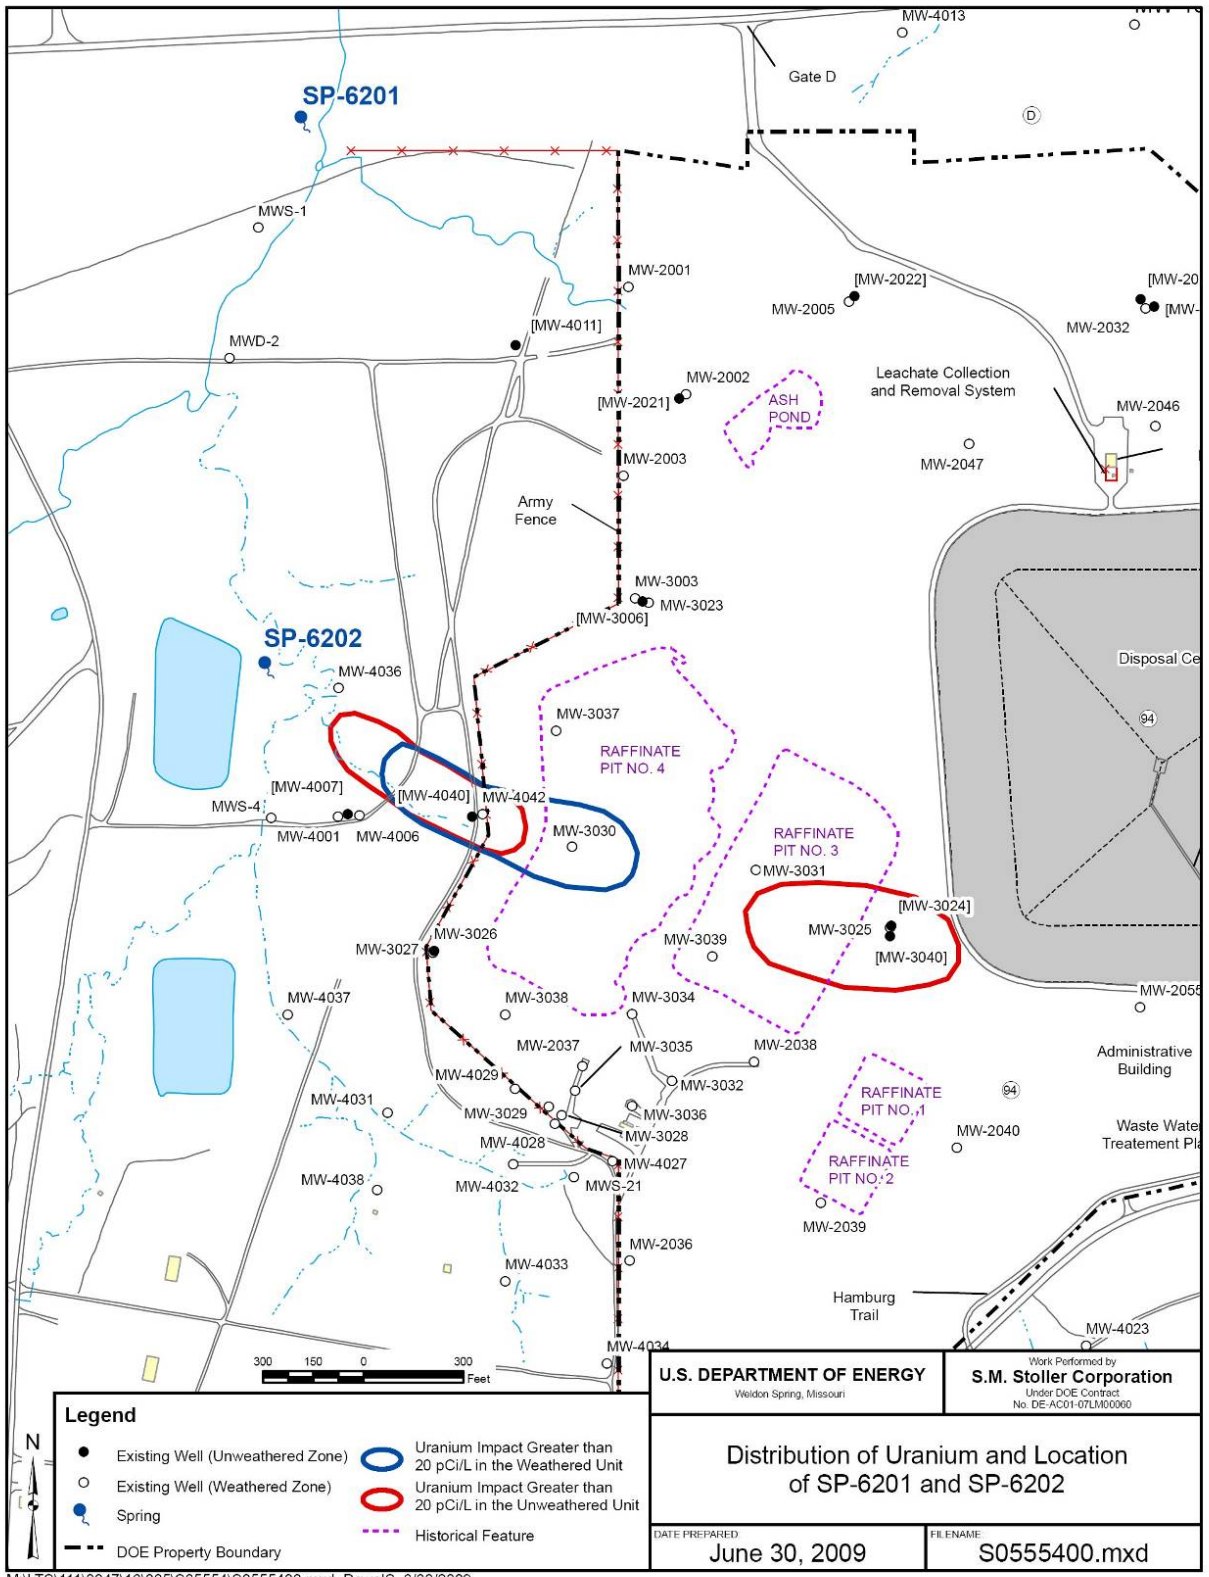 MW-4013
Gate D
SP-6201
D
MWS-1
MW-2001
[MW-2022]
MW-2005
[MW-20
[MW-
MW-2032
[MW-4011]
MWD-2
Leachate Collection
and Removal System
MW-2002
[MW-2021]
ASH
POND
MW-2046
MW-2047
MW-2003
Army
Fence
MW-3003
MW-3023
[MW-3006]
SP-6202
MW-4036
Disposal Ce
94
MW-3037
RAFFINATE
PIT NO. 4
[MW-4007]
[MW-4040]
MW-4042
MWS-4
MW-4001
MW-4006
MW-3030
RAFFINATE
PIT NO. 3
MW-3031
[MW-3024]
MW-3025
[MW-3040]
MW-3026
MW-3027
MW-3039
MW-4037
MW-3038
MW-3034
MW-2055
MW-2037
MW-3035
MW-2038
Administrative
Building
MW-4029
MW-3032
94
RAFFINATE
PIT NO. 1
MW-4031
MW-3029
MW-3036
MW-3028
MW-4028
MW-2040
Waste Water
Treatement Pla
MW-4027
RAFFINATE
PIT NO. 2
MW-4038
MW-4032
MWS-21
MW-2039
MW-2036
MW-4033
Hamburg
Trail
MW-4023
MW-4034
300 150 0 300
Feet
U.S. DEPARTMENT OF ENERGY
Weldon Spring, Missouri
Work Performed by
S.M. Stoller Corporation
Under DOE Contract
No. DE-AC01-07LM00060
Legend
Existing Well (Unweathered Zone)
Existing Well (Weathered Zone)
Spring
DOE Property Boundary
Uranium Impact Greater than
20 pCi/L in the Weathered Unit
Uranium Impact Greater than
20 pCi/L in the Unweathered Unit
Historical Feature
N
Distribution of Uranium and Location
of SP-6201 and SP-6202
DATE PREPARED:
June 30, 2009
FILENAME:
S0555400.mxd